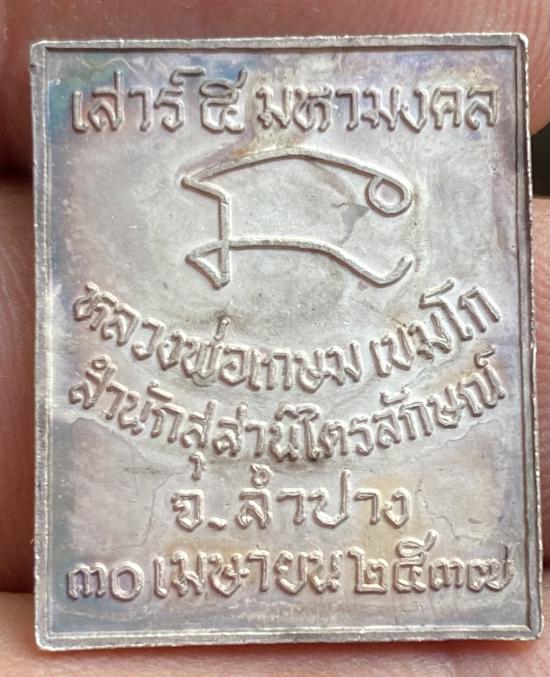 เสาร์ ๕ มหามงคล
หลวงพ่อเกษม เขมโก
สำนักสุสานไตรลักษณ์
จ.ลำปาง
๓๐ เมษายน ๒๕๓๗